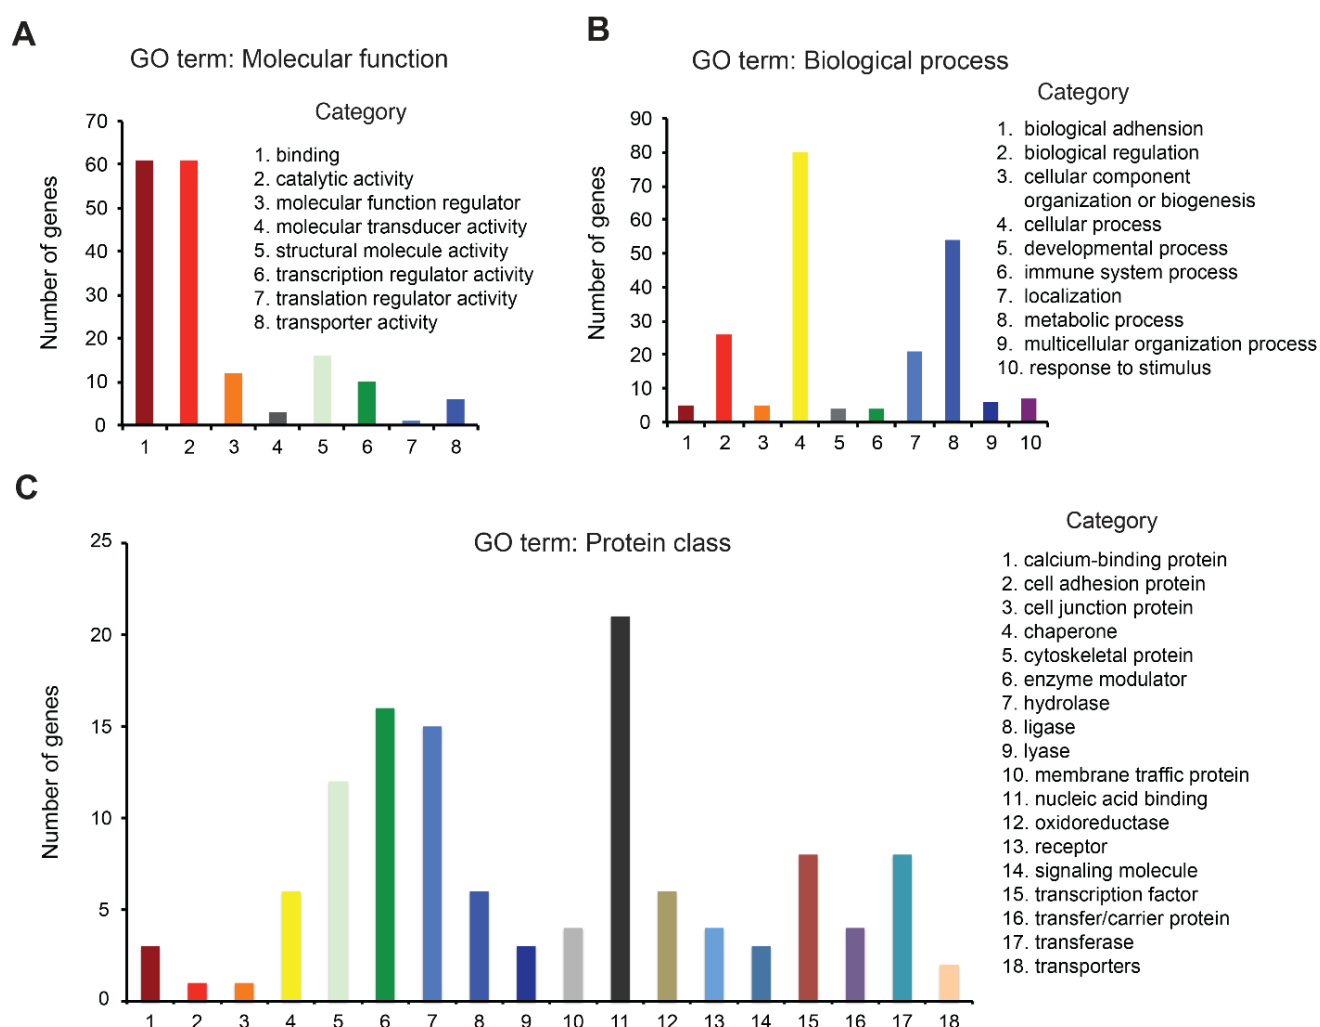 A
GO term: Molecular function
Category
Number of genes
70
60
50
40
30
20
10
0
1. binding
2. catalytic activity
3. molecular function regulator
4. molecular transducer activity
5. structural molecule activity
6. transcription regulator activity
7. translation regulator activity
8. transporter activity
1 2 3 4 5 6 7 8
B
GO term: Biological process
Category
Number of genes
90
80
70
60
50
40
30
20
10
0
1. biological adhension
2. biological regulation
3. cellular component
organization or biogenesis
4. cellular process
5. developmental process
6. immune system process
7. localization
8. metabolic process
9. multicellular organization process
10. response to stimulus
1 2 3 4 5 6 7 8 9 10
C
GO term: Protein class
Category
Number of genes
25
20
15
10
5
0
1. calcium-binding protein
2. cell adhesion protein
3. cell junction protein
4. chaperone
5. cytoskeletal protein
6. enzyme modulator
7. hydrolase
8. ligase
9. lyase
10. membrane traffic protein
11. nucleic acid binding
12. oxidoreductase
13. receptor
14. signaling molecule
15. transcription factor
16. transfer/carrier protein
17. transferase
18. transporters
1 2 3 4 5 6 7 8 9 10 11 12 13 14 15 16 17 18